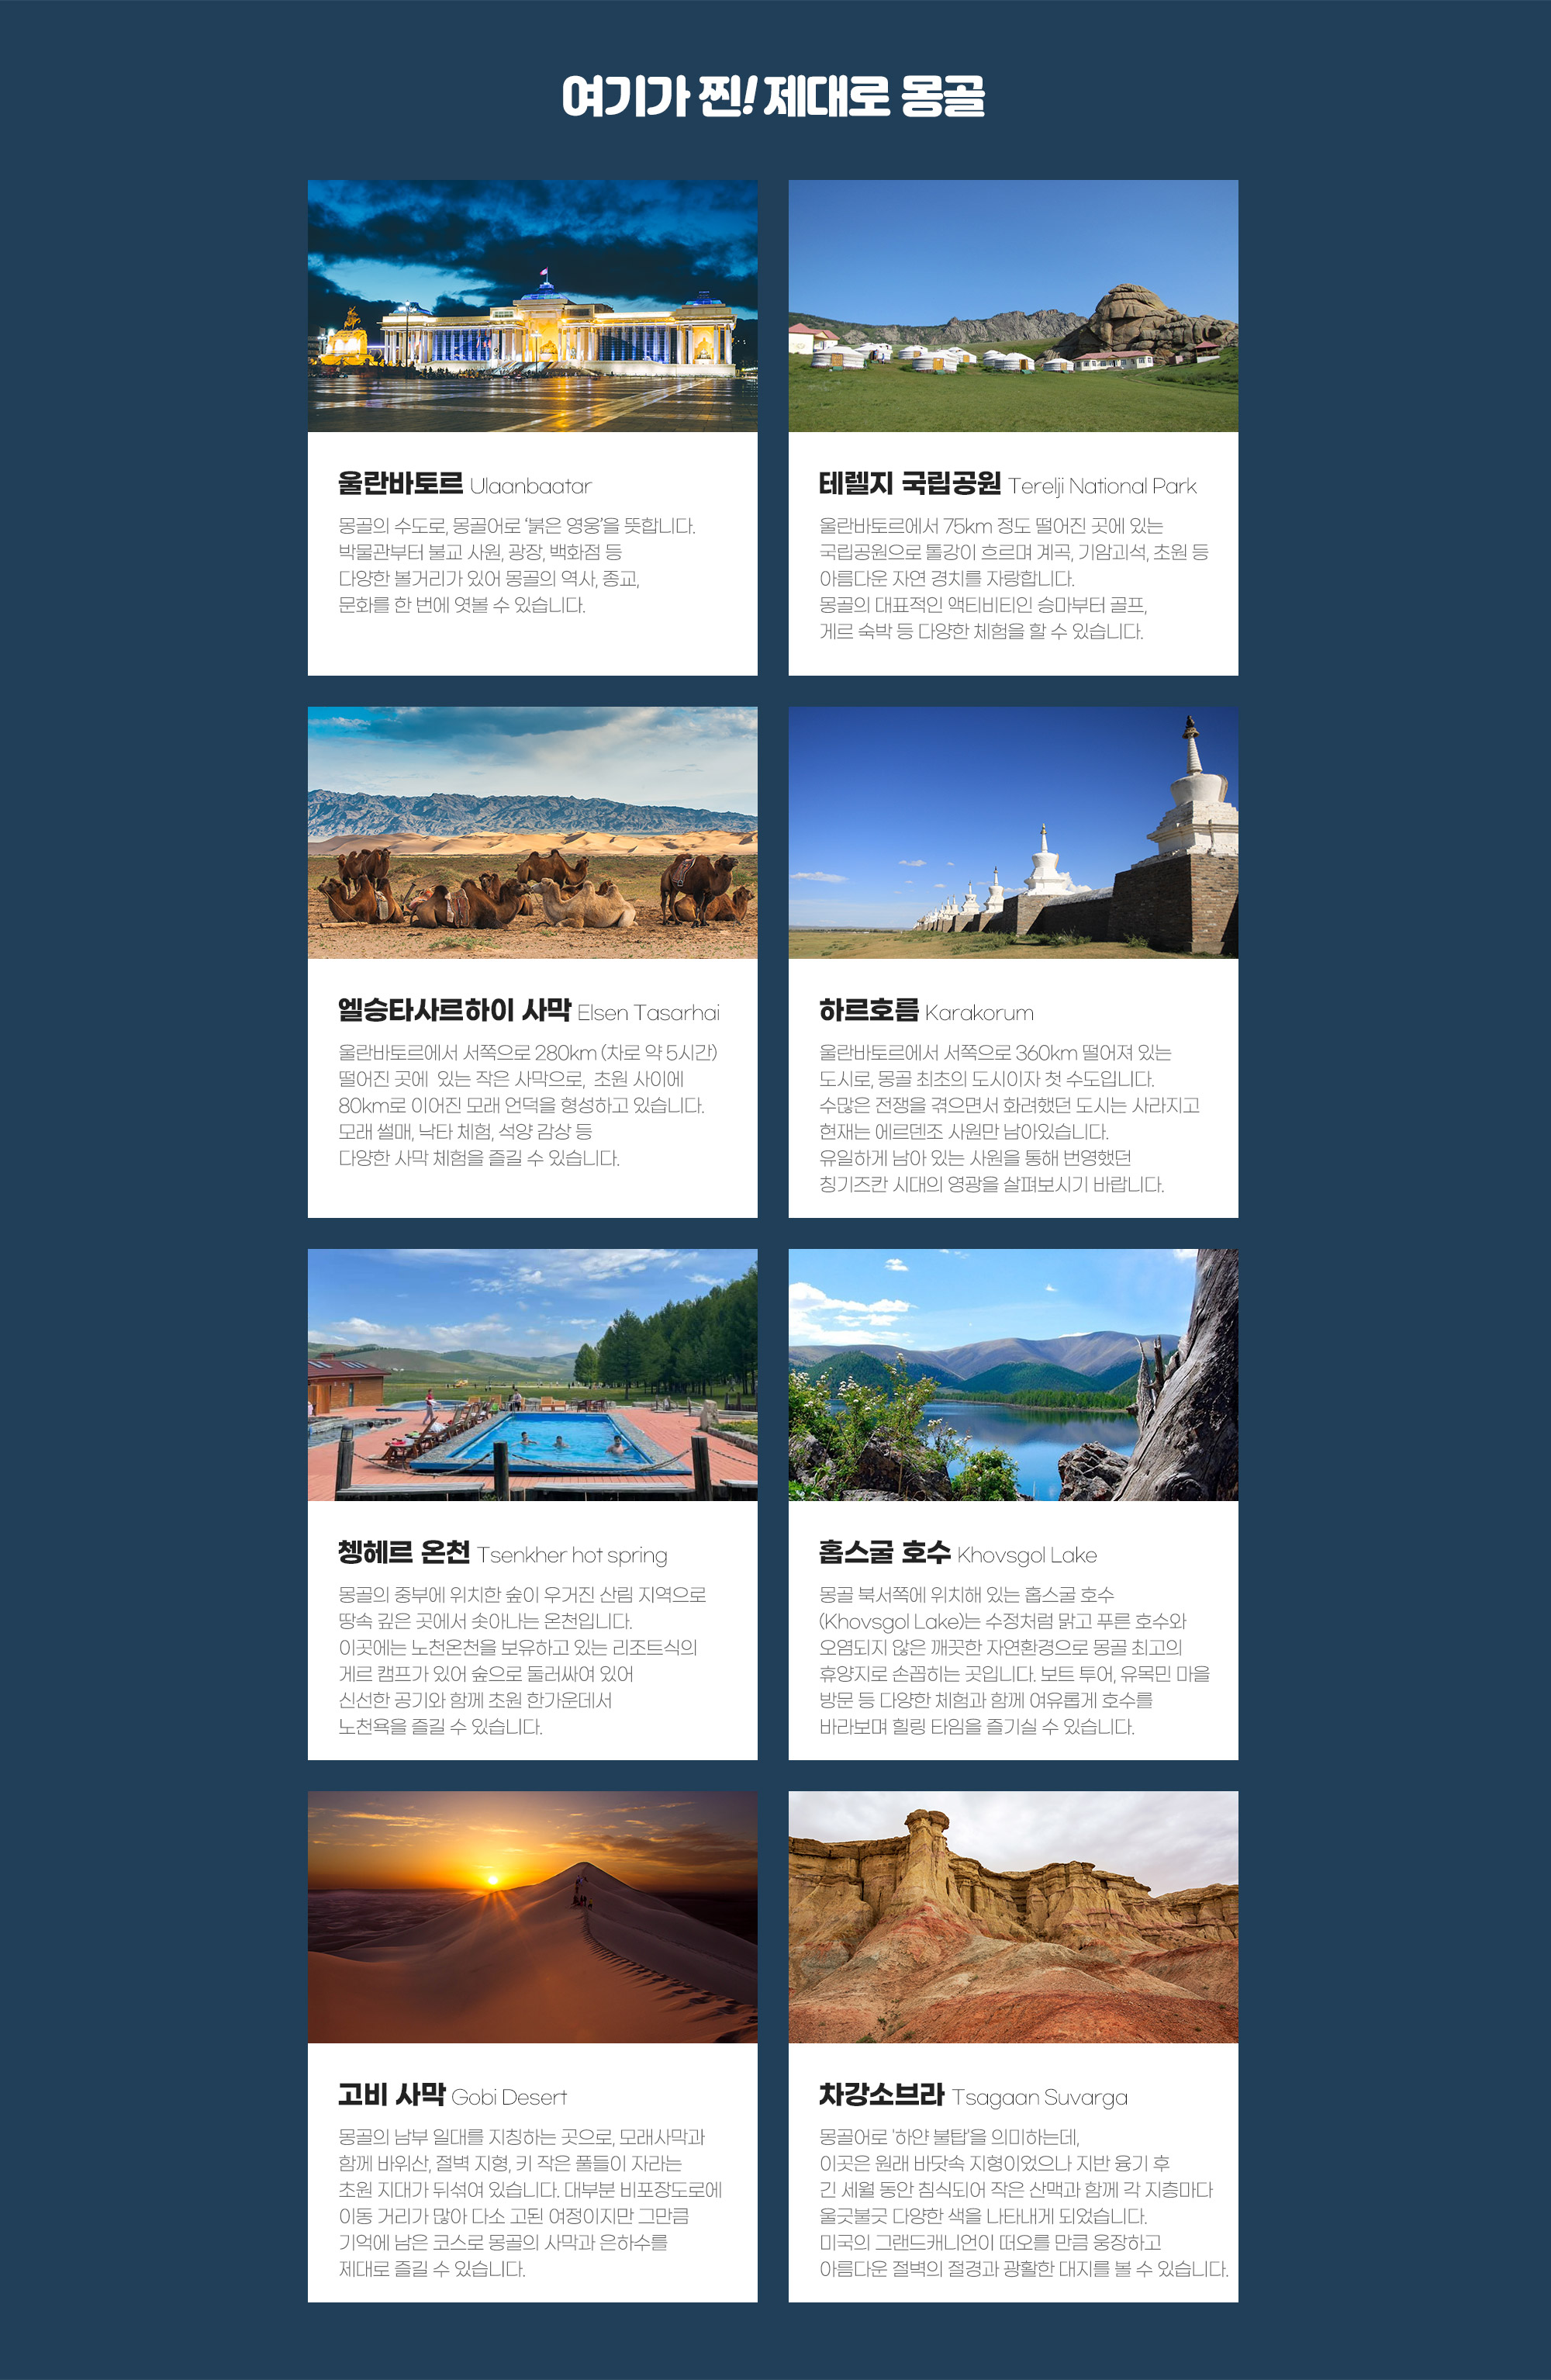 여기가 찐! 제대로 몽골
울란바토르 Ulaanbaatar
몽골의 수도로, 몽골어로 '붉은 영웅'을 뜻합니다.
박물관부터 불교 사원, 광장, 백화점 등
다양한 볼거리가 있어 몽골의 역사, 종교,
문화를 한 번에 엿볼 수 있습니다.
테렐지 국립공원 Terelji National Park
울란바토르에서 75km 정도 떨어진 곳에 있는
국립공원으로 톨강이 흐르며 계곡, 기암괴석, 초원 등
아름다운 자연 경치를 자랑합니다.
몽골의 대표적인 액티비티인 승마부터 골프,
게르 숙박 등 다양한 체험을 할 수 있습니다.
엘승타사르하이 사막 Elsen Tasarhai
울란바토르에서 서쪽으로 280km (차로 약 5시간)
떨어진 곳에 있는 작은 사막으로, 초원 사이에
80km로 이어진 모래 언덕을 형성하고 있습니다.
모래 썰매, 낙타 체험, 석양 감상 등
다양한 사막 체험을 즐길 수 있습니다.
하르호름 Karakorum
울란바토르에서 서쪽으로 360km 떨어져 있는
도시로, 몽골 최초의 도시이자 첫 수도입니다.
수많은 전쟁을 겪으면서 화려했던 도시는 사라지고
현재는 에르덴조 사원만 남아있습니다.
유일하게 남아 있는 사원을 통해 번영했던
칭기즈칸 시대의 영광을 살펴보시기 바랍니다.
쳉헤르 온천 Tsenkher hot spring
몽골의 중부에 위치한 숲이 우거진 산림 지역으로
땅속 깊은 곳에서 솟아나는 온천입니다.
이곳에는 노천온천을 보유하고 있는 리조트식의
게르 캠프가 있어 숲으로 둘러싸여 있어
신선한 공기와 함께 초원 한가운데서
노천욕을 즐길 수 있습니다.
홉스굴 호수 Khovsgol Lake
몽골 북서쪽에 위치해 있는 홉스굴 호수
(Khovsgol Lake)는 수정처럼 맑고 푸른 호수와
오염되지 않은 깨끗한 자연환경으로 몽골 최고의
휴양지로 손꼽히는 곳입니다. 보트 투어, 유목민 마을
방문 등 다양한 체험과 함께 여유롭게 호수를
바라보며 힐링 타임을 즐기실 수 있습니다.
고비 사막 Gobi Desert
몽골의 남부 일대를 지칭하는 곳으로, 모래사막과
함께 바위산, 절벽 지형, 키 작은 풀들이 자라는
초원 지대가 뒤섞여 있습니다. 대부분 비포장도로에
이동 거리가 많아 다소 고된 여정이지만 그만큼
기억에 남은 코스로 몽골의 사막과 은하수를
제대로 즐길 수 있습니다.
차강소브라 Tsagaan Suvarga
몽골어로 '하얀 불탑'을 의미하는데,
이곳은 원래 바닷속 지형이었으나 지반 융기 후
긴 세월 동안 침식되어 작은 산맥과 함께 각 지층마다
울긋불긋 다양한 색을 나타내게 되었습니다.
미국의 그랜드캐니언이 떠오를 만큼 웅장하고
아름다운 절벽의 절경과 광활한 대지를 볼 수 있습니다.